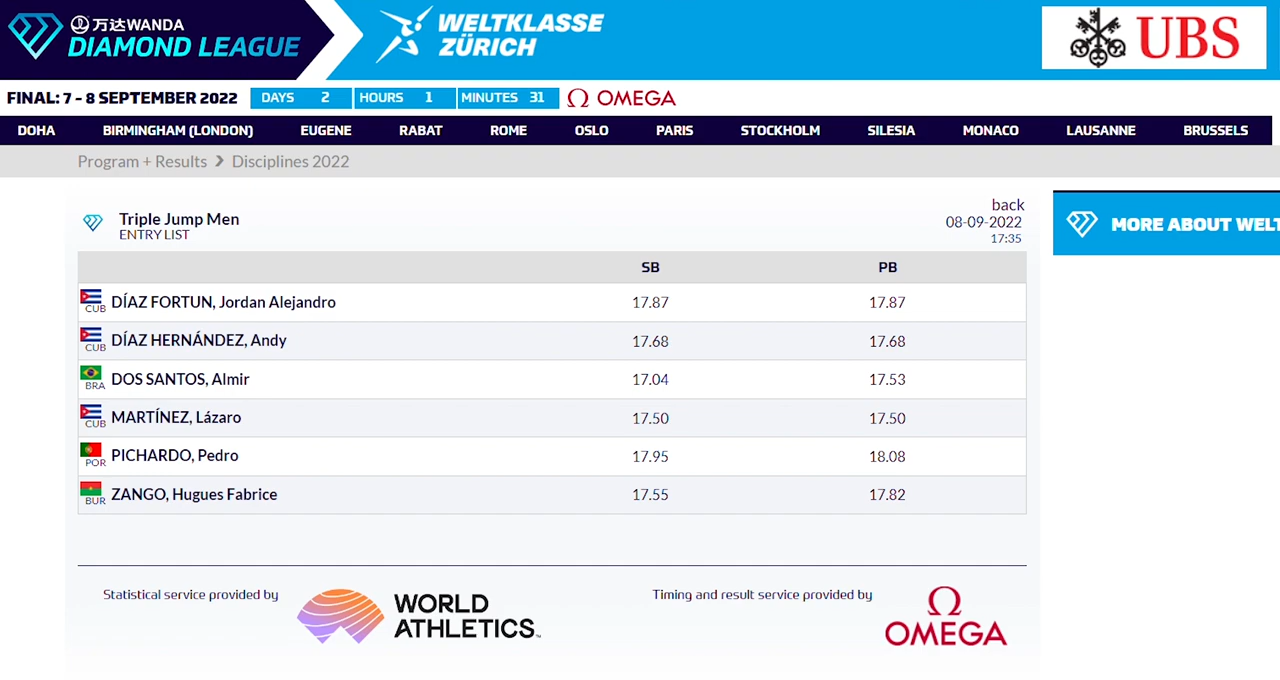 万达WANDA
DIAMOND LEAGUE
WELTKLASSE
ZÜRICH
UBS
FINAL: 7 - 8 SEPTEMBER 2022 DAYS 2 HOURS 1 MINUTES 31 OMEGA
DOHA BIRMINGHAM (LONDON) EUGENE RABAT ROME OSLO PARIS STOCKHOLM SILESIA MONACO LAUSANNE BRUSSELS
Program + Results > Disciplines 2022
back
Triple Jump Men 08-09-2022
ENTRY LIST 17:35
MORE ABOUT WELT
SB PB
CUB DÍAZ FORTUN, Jordan Alejandro 17.87 17.87
CUB DÍAZ HERNÁNDEZ, Andy 17.68 17.68
BRA DOS SANTOS, Almir 17.04 17.53
CUB MARTÍNEZ, Lázaro 17.50 17.50
POR PICHARDO, Pedro 17.95 18.08
BUR ZANGO, Hugues Fabrice 17.55 17.82
Statistical service provided by
WORLD
ATHLETICS™
Timing and result service provided by
Ω
OMEGA